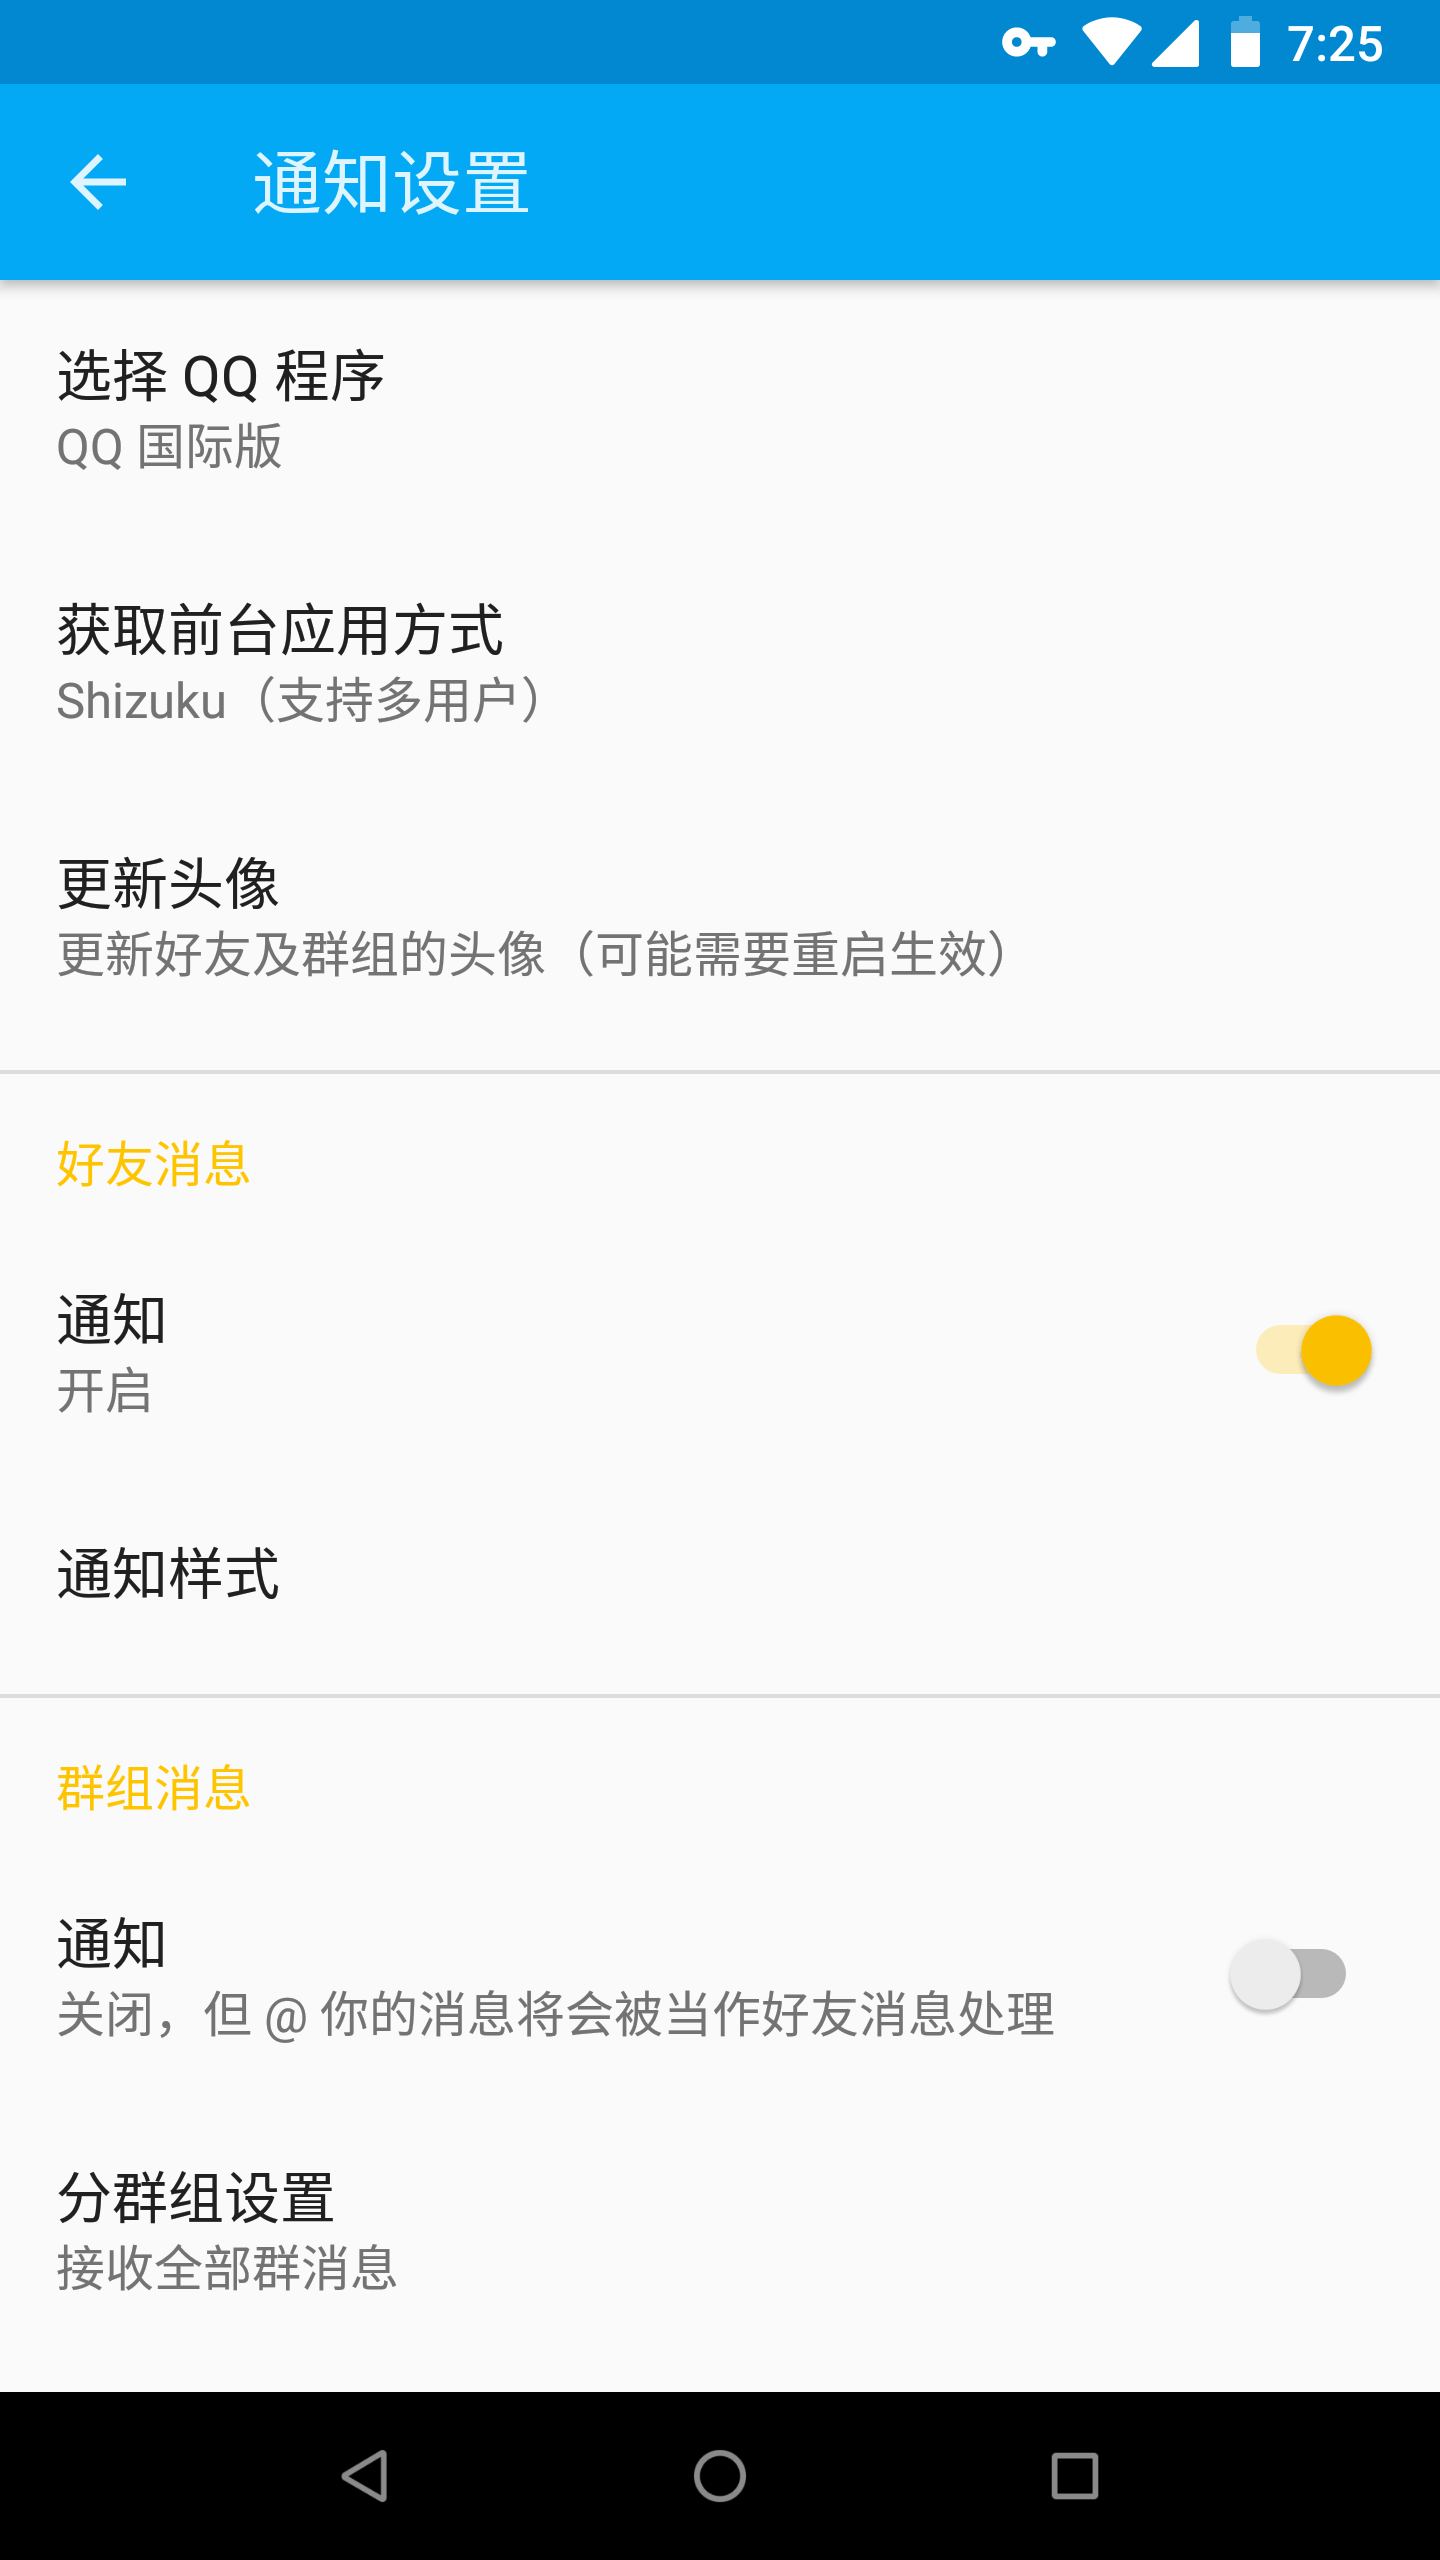 7:25
通知设置
选择 QQ 程序
QQ 国际版
获取前台应用方式
Shizuku（支持多用户）
更新头像
更新好友及群组的头像（可能需要重启生效）
好友消息
通知
开启
通知样式
群组消息
通知
关闭，但 @ 你的消息将会被当作好友消息处理
分群组设置
接收全部群消息